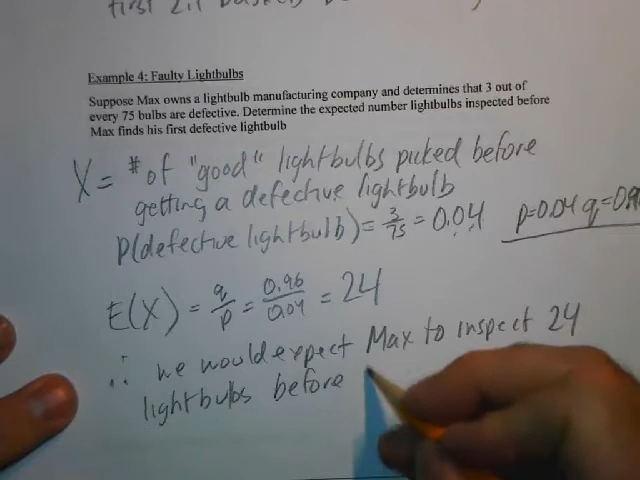 first
Example 4: Faulty Lightbulbs
Suppose Max owns a lightbulb manufacturing company and determines that 3 out of
every 75 bulbs are defective. Determine the expected number lightbulbs inspected before
Max finds his first defective lightbulb
X = # of "good" lightbulbs picked before
getting a defective lightbulb
P(defective lightbulb) = 3/75 = 0.04 p=0.04
E(X) = q/p = 0.96/0.04 = 24
∴ we would expect Max to inspect 24
lightbulbs before